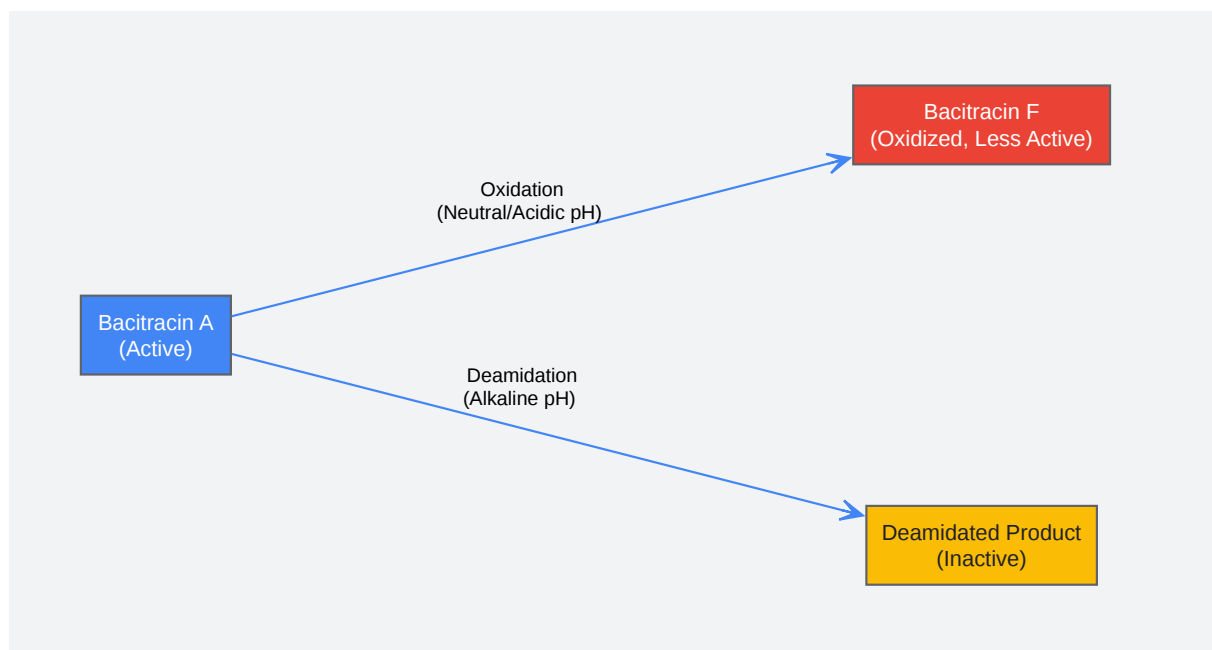 Bacitracin F
(Oxidized, Less Active)
Oxidation
(Neutral/Acidic pH)
Bacitracin A
(Active)
Deamidation
(Alkaline pH)
Deamidated Product
(Inactive)